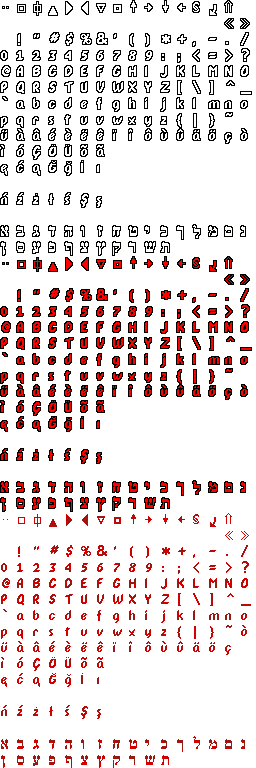 « »
! " # $ % & ' ( ) * + , - . /
0 1 2 3 4 5 6 7 8 9 : ; < = > ?
@ A B C D E F G H I J K L M N O
P Q R S T U V W X Y Z [ \ ] ^ _
` a b c d e f g h i j k l m n o
p q r s t u v w x y z { | } ~ ò
ì ó Ç Ö Ü õ ã
ę ć ą Ğ ğ İ ı
ń ź ż ł ś Ş ş
א ב ג ד ה ו ז ח ט י כ ך ל מ ם נ
ן ס ע פ ף צ ץ ק ר ש ת
« »
! " # $ % & ' ( ) * + , - . /
0 1 2 3 4 5 6 7 8 9 : ; < = > ?
@ A B C D E F G H I J K L M N O
P Q R S T U V W X Y Z [ \ ] ^ _
` a b c d e f g h i j k l m n o
p q r s t u v w x y z { | } ~ ò
ì ó Ç Ö Ü õ ã
ę ć ą Ğ ğ İ ı
ń ź ż ł ś Ş ş
א ב ג ד ה ו ז ח ט י כ ך ל מ ם נ
ן ס ע פ ף צ ץ ק ר ש ת
« »
! " # $ % & ' ( ) * + , - . /
0 1 2 3 4 5 6 7 8 9 : ; < = > ?
@ A B C D E F G H I J K L M N O
P Q R S T U V W X Y Z [ \ ] ^ _
` a b c d e f g h i j k l m n o
p q r s t u v w x y z { | } ~ ò
ì ó Ç Ö Ü õ ã
ę ć ą Ğ ğ İ ı
ń ź ż ł ś Ş ş
א ב ג ד ה ו ז ח ט י כ ך ל מ ם נ
ן ס ע פ ף צ ץ ק ר ש ת